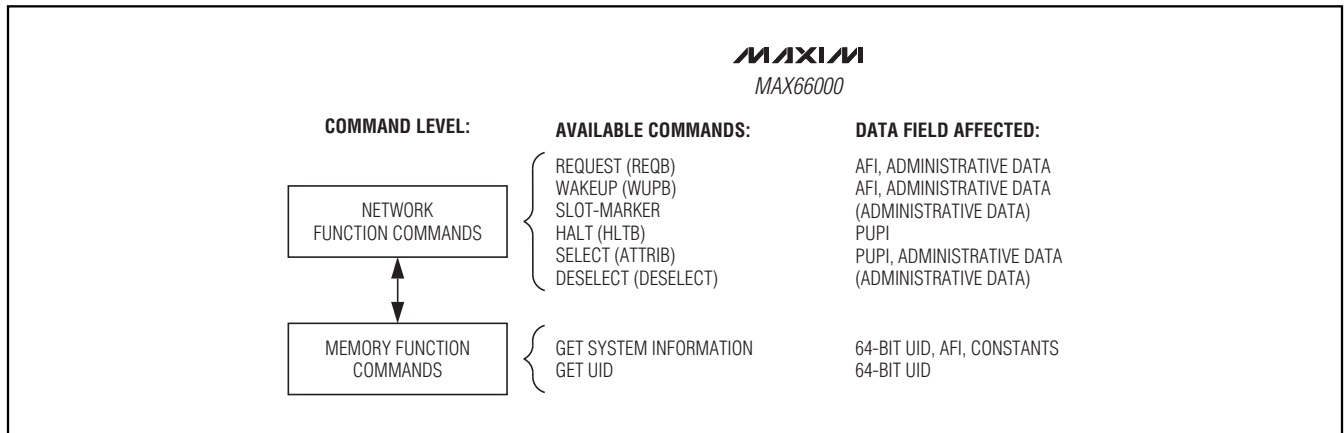 MAXIM
MAX66000
COMMAND LEVEL: AVAILABLE COMMANDS: DATA FIELD AFFECTED:
NETWORK
FUNCTION COMMANDS
REQUEST (REQB) AFI, ADMINISTRATIVE DATA
WAKEUP (WUPB) AFI, ADMINISTRATIVE DATA
SLOT-MARKER (ADMINISTRATIVE DATA)
HALT (HLTB) PUPI
SELECT (ATTRIB) PUPI, ADMINISTRATIVE DATA
DESELECT (DESELECT) (ADMINISTRATIVE DATA)
MEMORY FUNCTION
COMMANDS
GET SYSTEM INFORMATION 64-BIT UID, AFI, CONSTANTS
GET UID 64-BIT UID